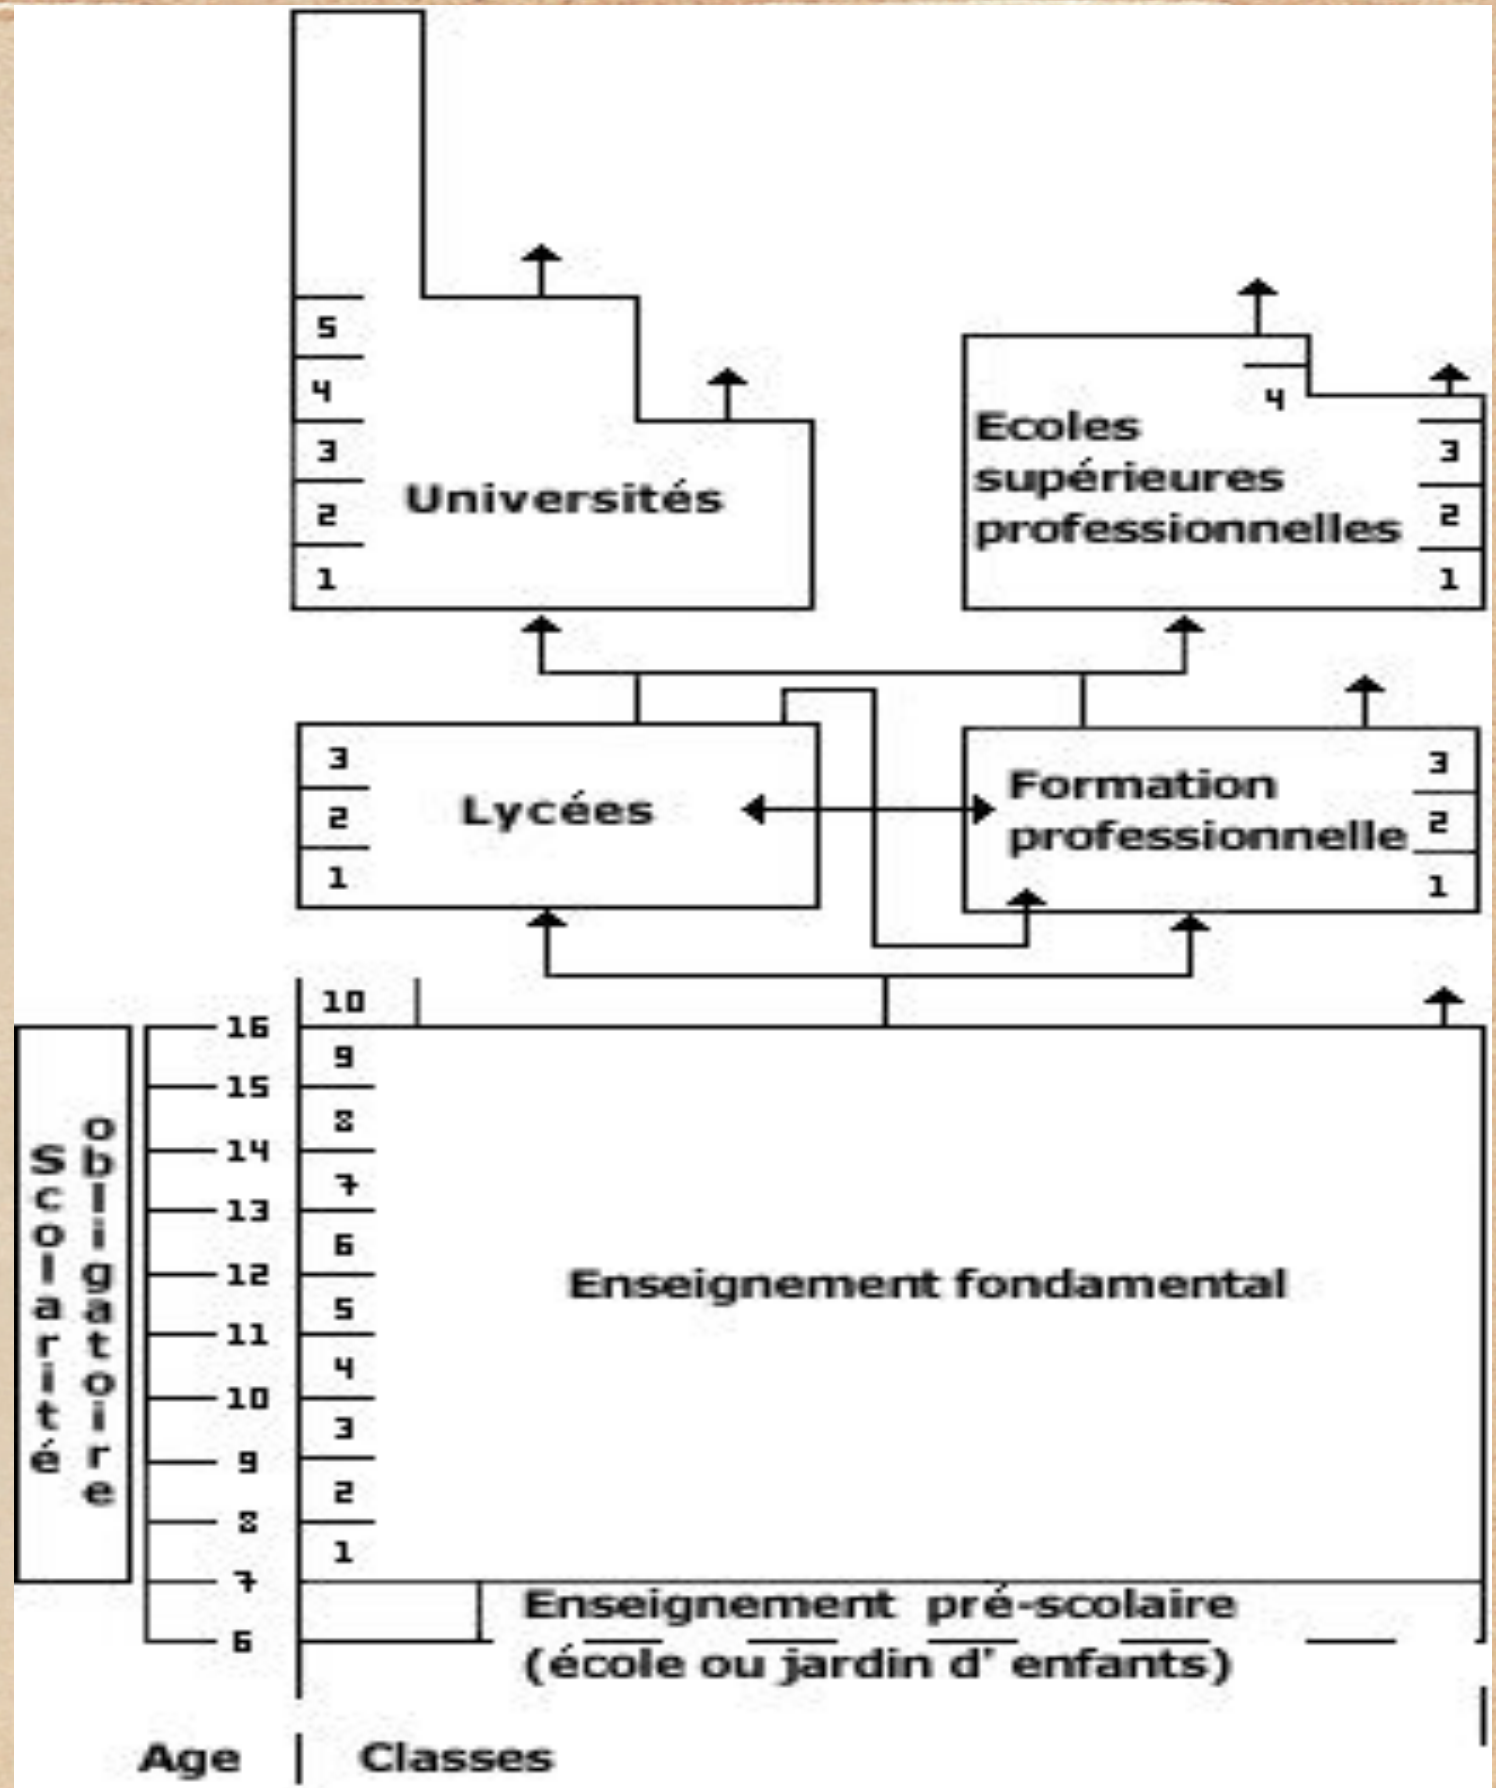 5
4
3
2
1
Universités
4
Ecoles
supérieures
professionnelles
3
2
1
3
2
1
Lycées
Formation
professionnelle
3
2
1
Scolarité
obligatoire
16
15
14
13
12
11
10
9
8
7
6
10
9
8
7
6
5
4
3
2
1
Enseignement fondamental
Enseignement pré-scolaire
(école ou jardin d' enfants)
Age
Classes